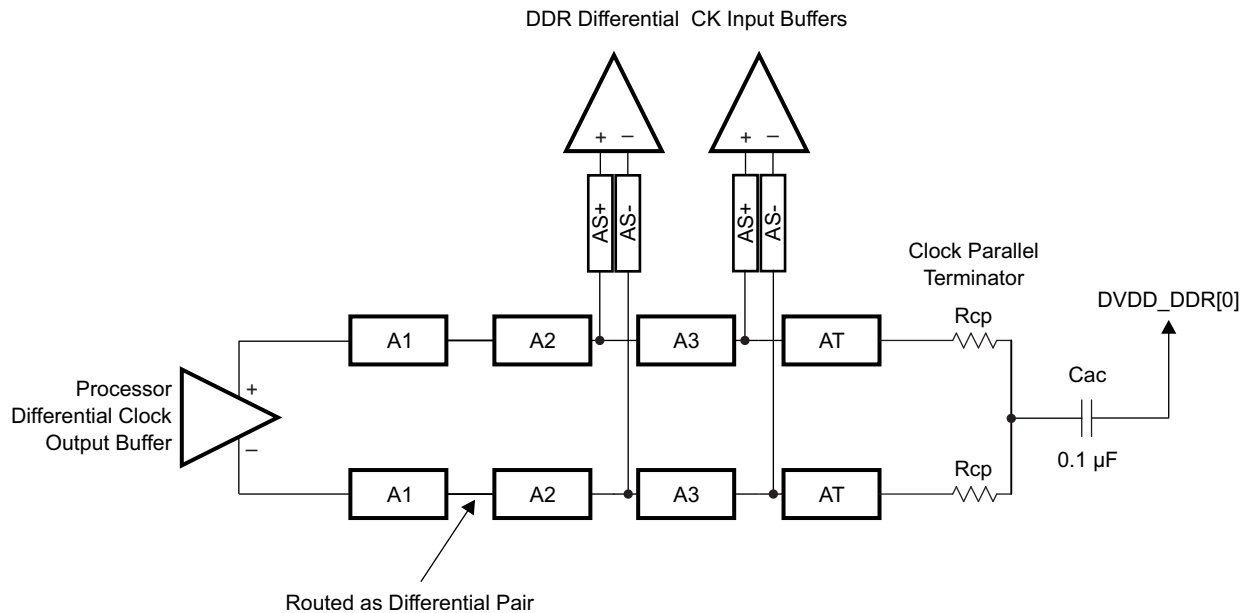 DDR Differential CK Input Buffers
+ − + −
AS+ AS- AS+ AS-
Clock Parallel
Terminator
DVDD_DDR[0]
Rcp
A1 A2 A3 AT
Cac
Processor
Differential Clock
Output Buffer
+
−
0.1 µF
Rcp
A1 A2 A3 AT
Routed as Differential Pair